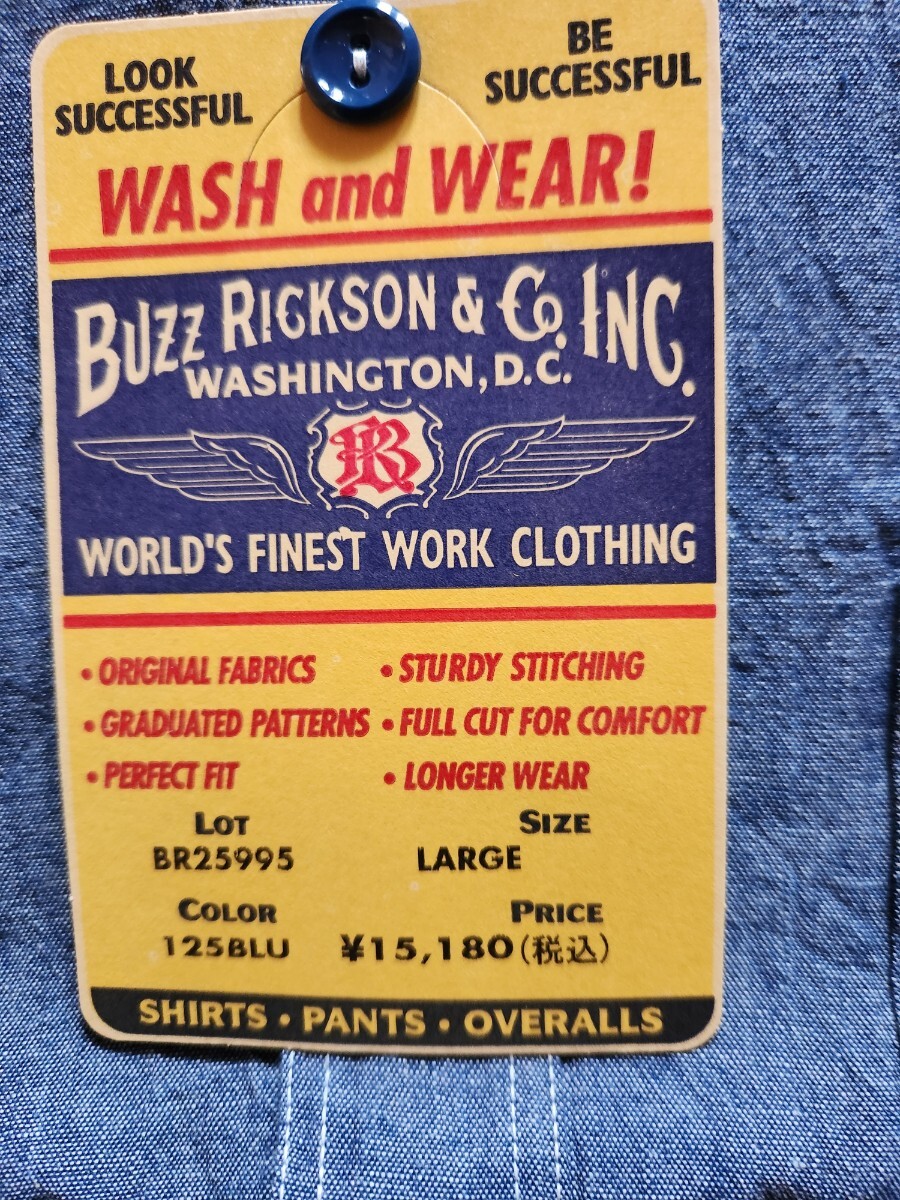 LOOK
SUCCESSFUL
BE
SUCCESSFUL
WASH and WEAR!
BUZZ RICKSON & Co. INC.
WASHINGTON, D.C.
BR
WORLD'S FINEST WORK CLOTHING
• ORIGINAL FABRICS • STURDY STITCHING
• GRADUATED PATTERNS • FULL CUT FOR COMFORT
• PERFECT FIT • LONGER WEAR
LOT SIZE
BR25995 LARGE
COLOR PRICE
125BLU ¥15,180(税込)
SHIRTS • PANTS • OVERALLS